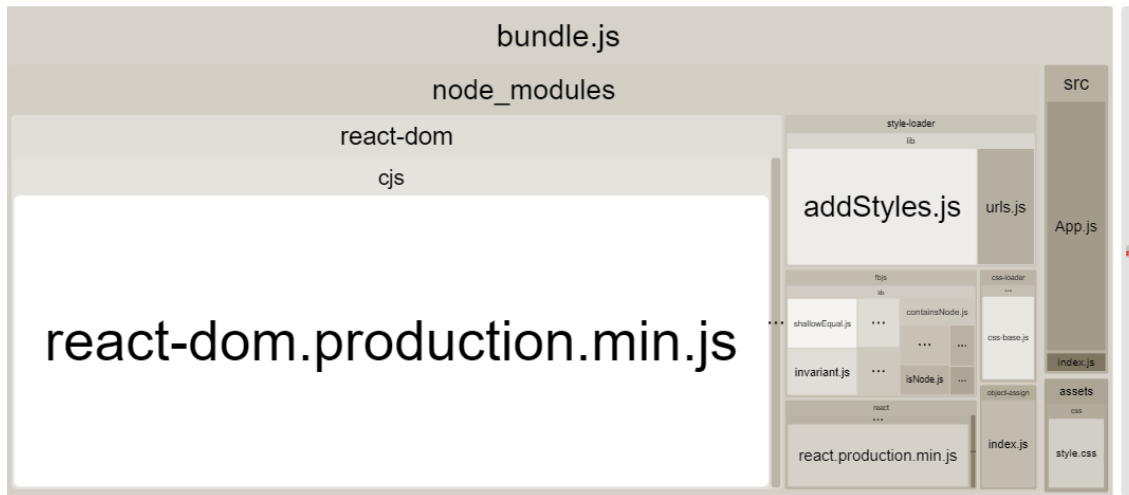 bundle.js
node_modules
src
react-dom
style-loader
cjs
lib
react-dom.production.min.js
...
addStyles.js
urls.js
App.js
fbjs
lib
css-loader
...
shallowEqual.js
...
containsNode.js
...
...
css-base.js
invariant.js
...
isNode.js
...
index.js
react
...
object-assign
assets
css
react.production.min.js
...
index.js
style.css